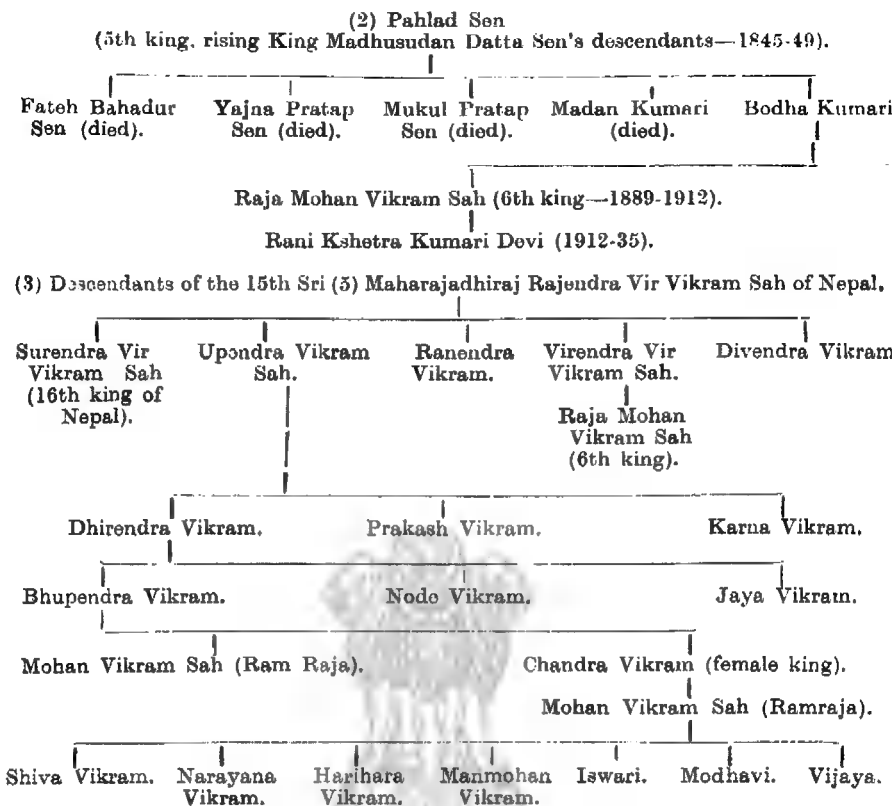 (2) Pahlad Sen
(5th king, rising King Madhusudan Datta Sen's descendants—1845-49).
Fateh Bahadur Sen (died).
Yajna Pratap Sen (died).
Mukul Pratap Sen (died).
Madan Kumari (died).
Bodha Kumari
Raja Mohan Vikram Sah (6th king—1889-1912).
Rani Kshetra Kumari Devi (1912-35).
(3) Descendants of the 15th Sri (5) Maharajadhiraj Rajendra Vir Vikram Sah of Nepal.
Surendra Vir
Vikram Sah
(16th king of
Nepal).
Upendra Vikram
Sah.
Ranendra
Vikram.
Virendra Vir
Vikram Sah.
Divendra Vikram
Raja Mohan
Vikram Sah
(6th king).
Dhirendra Vikram.
Prakash Vikram.
Karna Vikram.
Bhupendra Vikram.
Node Vikram.
Jaya Vikram.
Mohan Vikram Sah (Ram Raja).
Chandra Vikram (female king).
Mohan Vikram Sah (Ramraja).
Shiva Vikram.
Narayana
Vikram.
Harihara
Vikram.
Manmohan
Vikram.
Iswari.
Modhavi.
Vijaya.